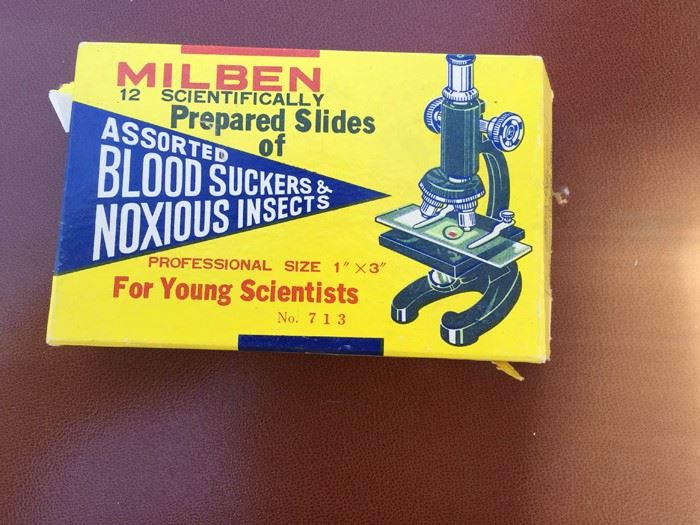 MILBEN
12 SCIENTIFICALLY
Prepared Slides
of
ASSORTED
BLOOD SUCKERS &
NOXIOUS INSECTS
PROFESSIONAL SIZE 1" × 3"
For Young Scientists
No. 713